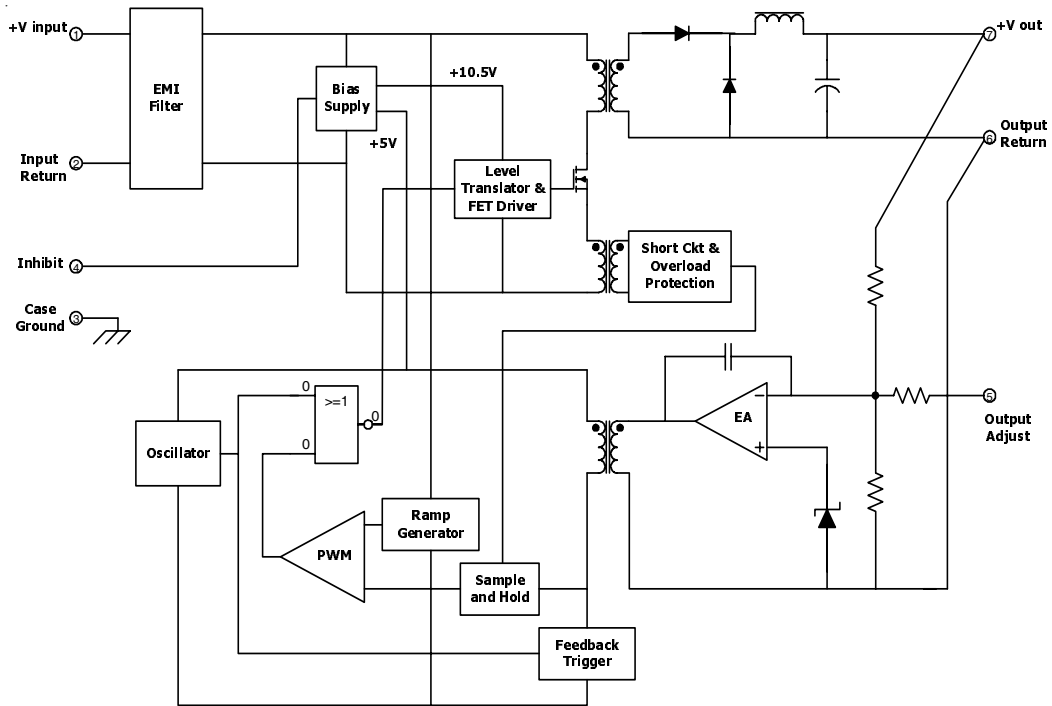 +V input
1
EMI
Filter
Bias
Supply
+10.5V
+5V
7
+V out
Input
Return
2
Level
Translator &
FET Driver
6
Output
Return
Inhibit
4
Short Ckt &
Overload
Protection
Case
Ground
3
0
>=1
0
0
Oscillator
EA
−
+
5
Output
Adjust
Ramp
Generator
PWM
Sample
and Hold
Feedback
Trigger